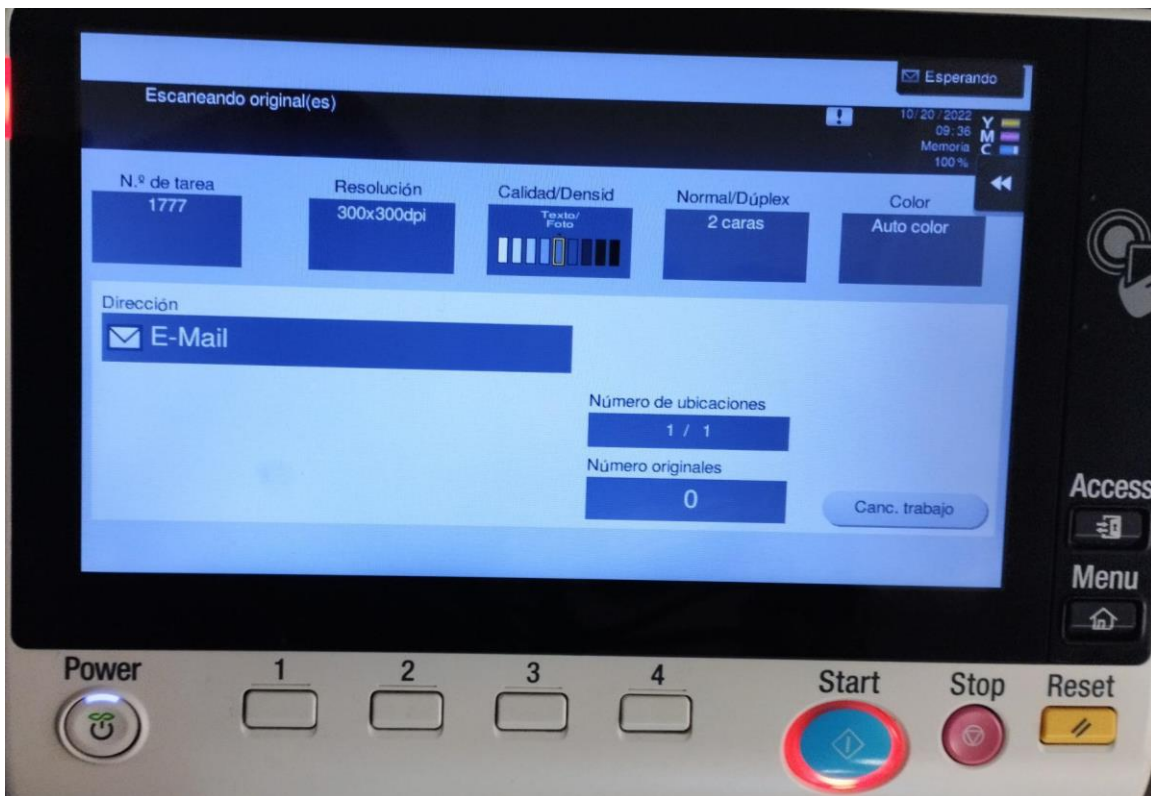 Esperando
Escaneando original(es)
10/20/2022
09:36
Memoria
100%
Y
M
C
N.º de tarea
1777
Resolución
300x300dpi
Calidad/Densid
Texto/
Foto
Normal/Dúplex
2 caras
Color
Auto color
Dirección
E-Mail
Número de ubicaciones
1 / 1
Número originales
0
Canc. trabajo
Access
Menu
Power
1
2
3
4
Start
Stop
Reset